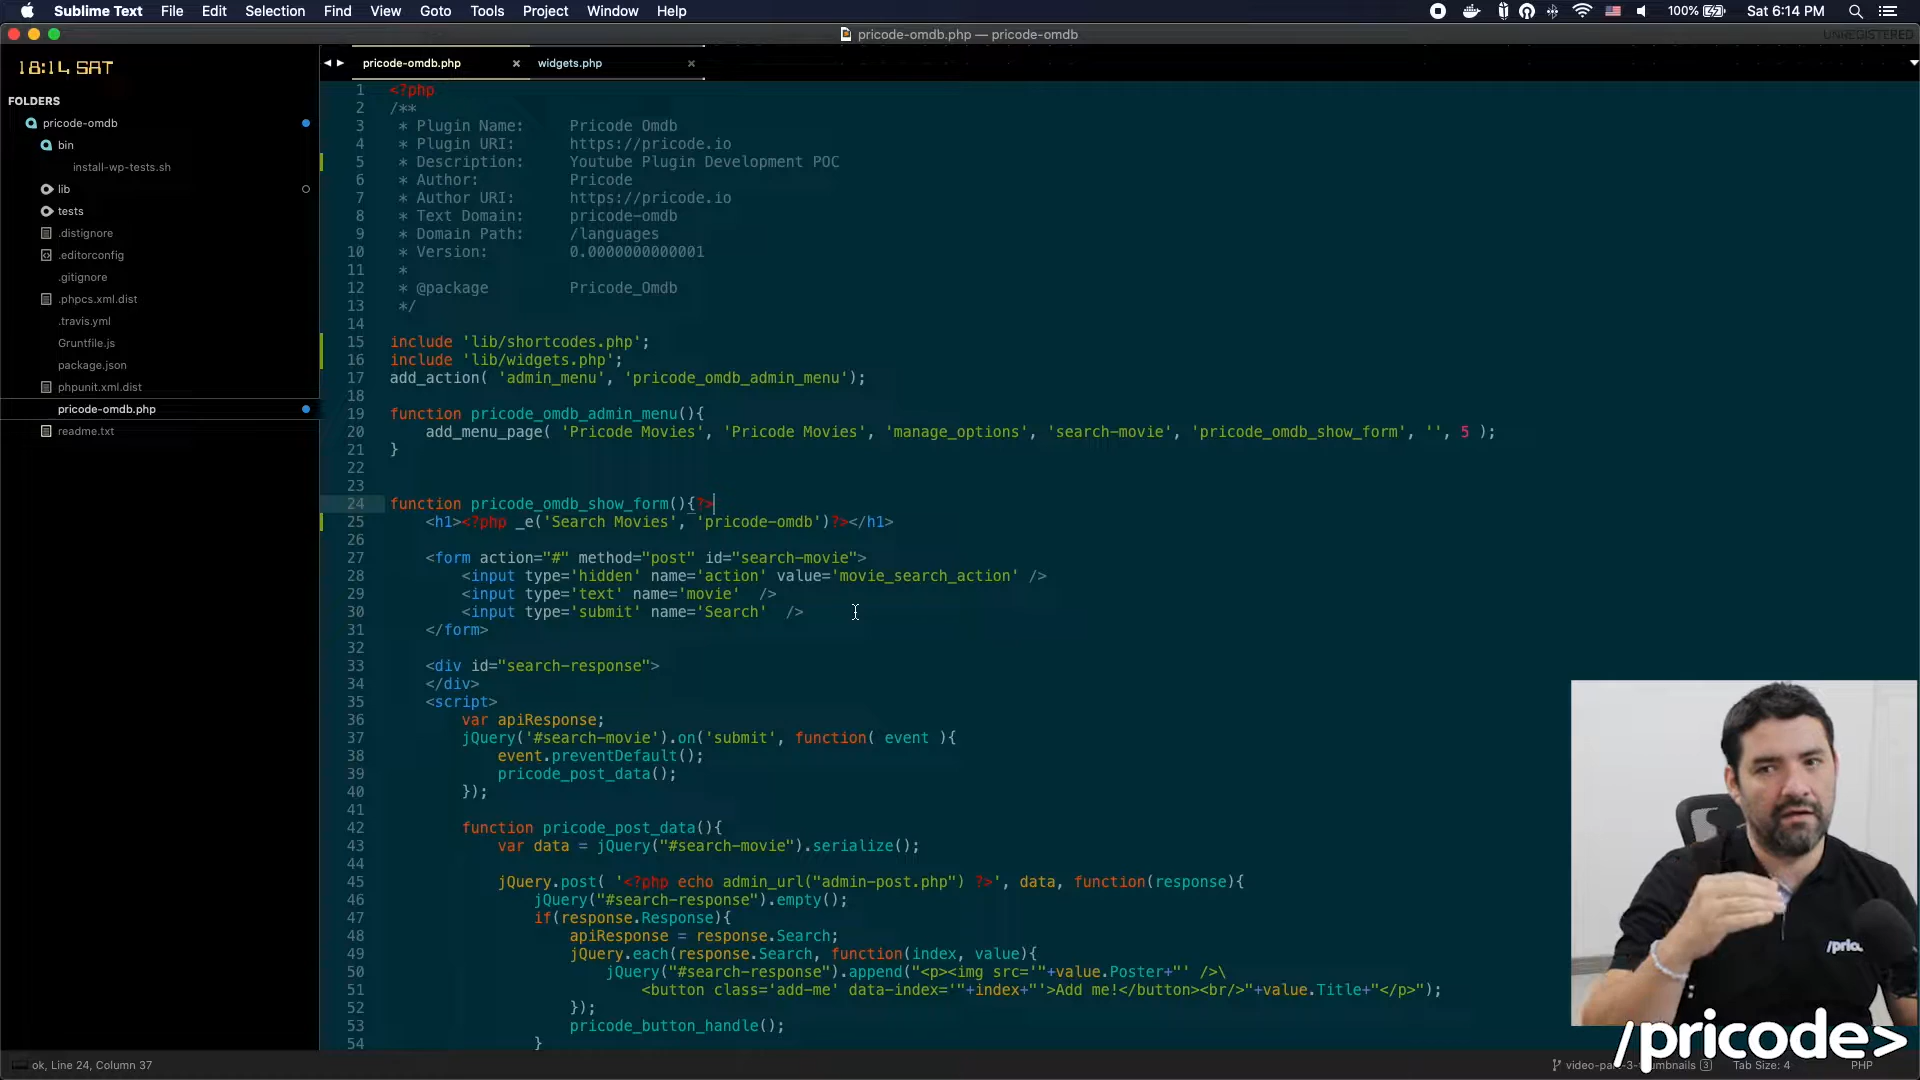 Sublime Text File Edit Selection Find View Goto Tools Project Window Help 100% Sat 6:14 PM
pricode-omdb.php — pricode-omdb UNREGISTERED
18:14 SAT
pricode-omdb.php × widgets.php ×
FOLDERS
pricode-omdb
bin
install-wp-tests.sh
lib
tests
.distignore
.editorconfig
.gitignore
.phpcs.xml.dist
.travis.yml
Gruntfile.js
package.json
phpunit.xml.dist
pricode-omdb.php
readme.txt
1 <?php
2 /**
3 * Plugin Name: Pricode Omdb
4 * Plugin URI: https://pricode.io
5 * Description: Youtube Plugin Development POC
6 * Author: Pricode
7 * Author URI: https://pricode.io
8 * Text Domain: pricode-omdb
9 * Domain Path: /languages
10 * Version: 0.0000000000001
11 *
12 * @package Pricode_Omdb
13 */
14
15 include 'lib/shortcodes.php';
16 include 'lib/widgets.php';
17 add_action( 'admin_menu', 'pricode_omdb_admin_menu');
18
19 function pricode_omdb_admin_menu(){
20 add_menu_page( 'Pricode Movies', 'Pricode Movies', 'manage_options', 'search-movie', 'pricode_omdb_show_form', '', 5 );
21 }
22
23
24 function pricode_omdb_show_form(){?>
25 <h1><?php _e('Search Movies', 'pricode-omdb')?></h1>
26
27 <form action="#" method="post" id="search-movie">
28 <input type='hidden' name='action' value='movie_search_action' />
29 <input type='text' name='movie' />
30 <input type='submit' name='Search' />
31 </form>
32
33 <div id="search-response">
34 </div>
35 <script>
36 var apiResponse;
37 jQuery('#search-movie').on('submit', function( event ){
38 event.preventDefault();
39 pricode_post_data();
40 });
41
42 function pricode_post_data(){
43 var data = jQuery("#search-movie").serialize();
44
45 jQuery.post( '<?php echo admin_url("admin-post.php") ?>', data, function(response){
46 jQuery("#search-response").empty();
47 if(response.Response){
48 apiResponse = response.Search;
49 jQuery.each(response.Search, function(index, value){
50 jQuery("#search-response").append("<p><img src='"+value.Poster+"' />\
51 <button class='add-me' data-index='"+index+"'>Add me!</button><br/>"+value.Title+"</p>");
52 });
53 pricode_button_handle();
54 }
/pric
/pricode>
ok, Line 24, Column 37 Tab Size: 4 PHP